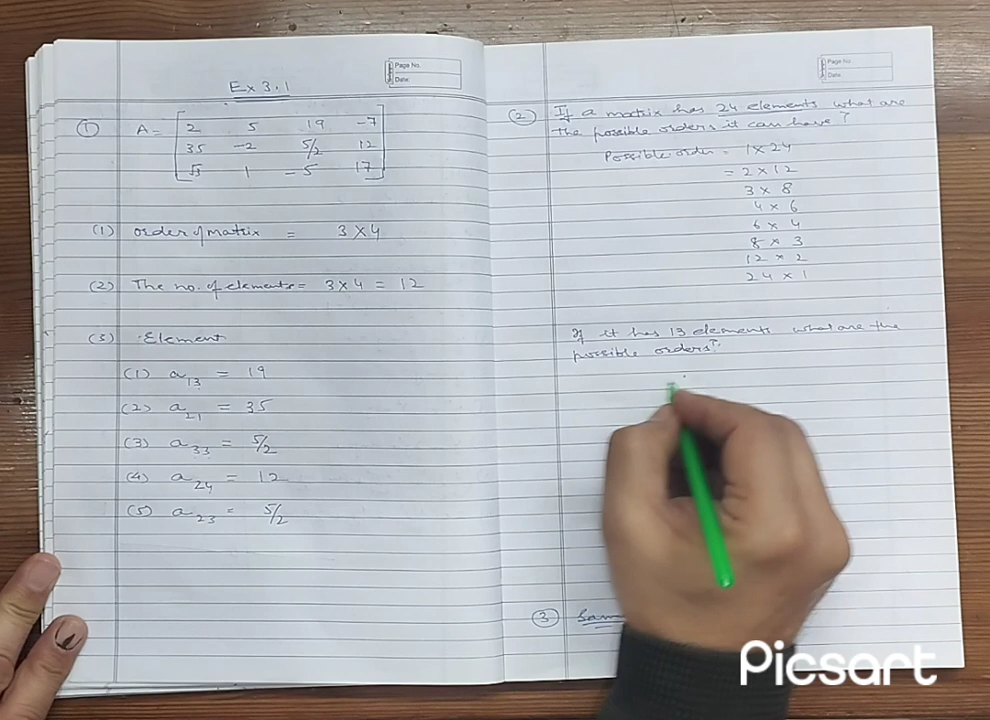 Page No.
Date:
Ex 3.1
① A = 2 5 19 -7
35 -2 5/2 12
√3 1 -5 17
(1) order of matrix = 3 × 4
(2) The no. of elements = 3 × 4 = 12
(3) Element
(1) a13 = 19
(2) a21 = 35
(3) a33 = 5/2
(4) a24 = 12
(5) a23 = 5/2
Page No.
Date:
② If a matrix has 24 elements what are
the possible orders it can have?
Possible order = 1 × 24
= 2 × 12
3 × 8
4 × 6
6 × 4
8 × 3
12 × 2
24 × 1
If it has 13 elements what are the
possible orders?
③ Sam
Picsart